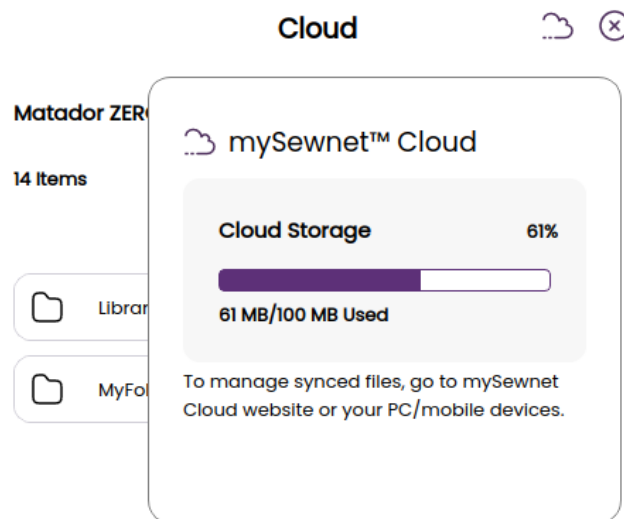 Cloud
Matador ZER
mySewnet™ Cloud
14 Items
Cloud Storage 61%
61 MB/100 MB Used
Librar
MyFol
To manage synced files, go to mySewnet
Cloud website or your PC/mobile devices.